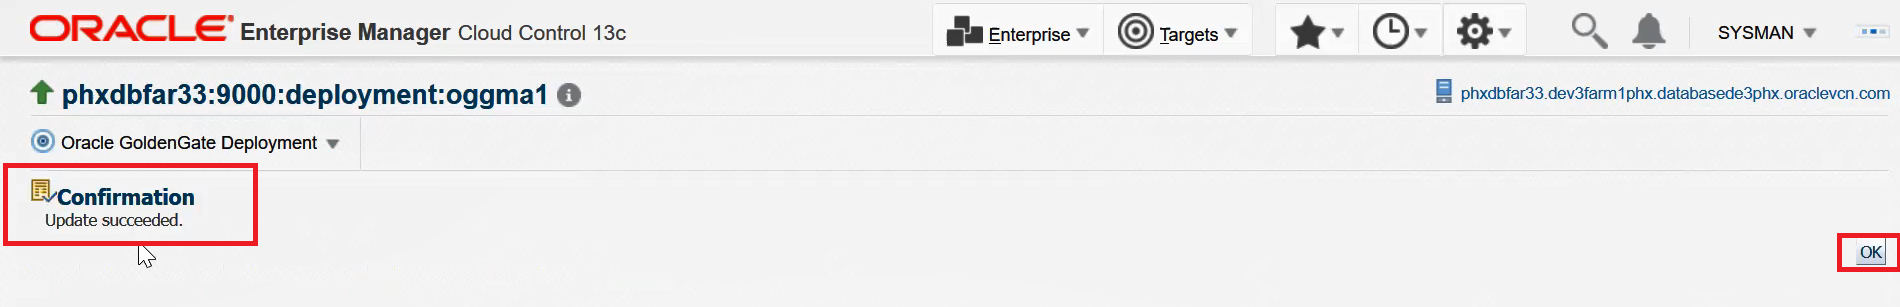 ORACLE Enterprise Manager Cloud Control 13c Enterprise Targets SYSMAN
phxdbfar33:9000:deployment:oggma1 phxdbfar33.dev3farm1phx.databasede3phx.oraclevcn.com
Oracle GoldenGate Deployment
Confirmation
Update succeeded.
OK